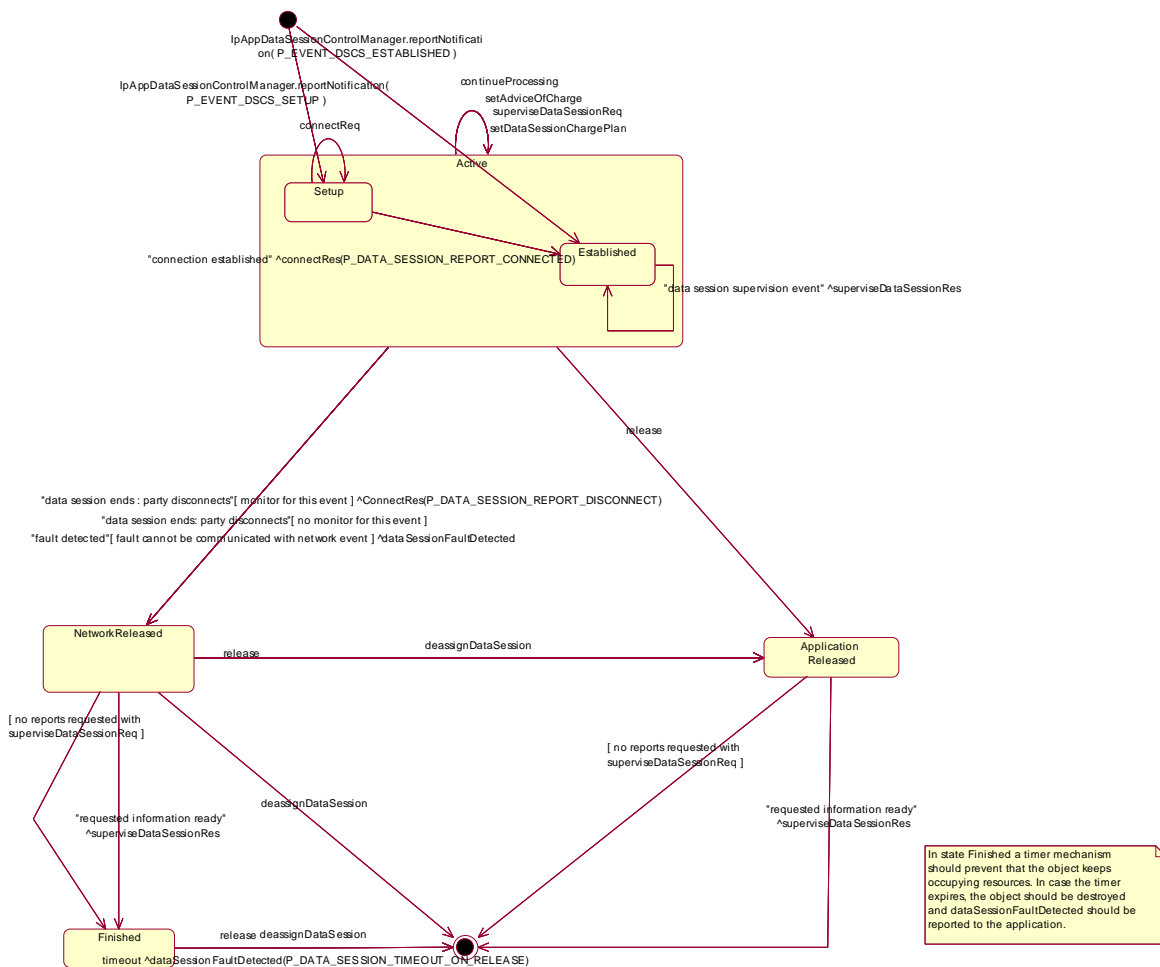 IpAppDataSessionControlManager.reportNotificati
on( P_EVENT_DSCS_ESTABLISHED )
IpAppDataSessionControlManager.reportNotification(
P_EVENT_DSCS_SETUP )
continueProcessing
setAdviceOfCharge
superviseDataSessionReq
setDataSessionChargePlan
connectReq
Active
Setup
Established
"connection established" ^connectRes(P_DATA_SESSION_REPORT_CONNECTED)
"data session supervision event" ^superviseDataSessionRes
release
"data session ends : party disconnects"[ monitor for this event ] ^ConnectRes(P_DATA_SESSION_REPORT_DISCONNECT)
"data session ends: party disconnects"[ no monitor for this event ]
"fault detected"[ fault cannot be communicated with network event ] ^dataSessionFaultDetected
NetworkReleased
release
deassignDataSession
Application
Released
[ no reports requested with
superviseDataSessionReq ]
[ no reports requested with
superviseDataSessionReq ]
deassignDataSession
"requested information ready"
^superviseDataSessionRes
"requested information ready"
^superviseDataSessionRes
In state Finished a timer mechanism
should prevent that the object keeps
occupying resources. In case the timer
expires, the object should be destroyed
and dataSessionFaultDetected should be
reported to the application.
Finished
release
deassignDataSession
timeout ^dataSessionFaultDetected(P_DATA_SESSION_TIMEOUT_ON_RELEASE)